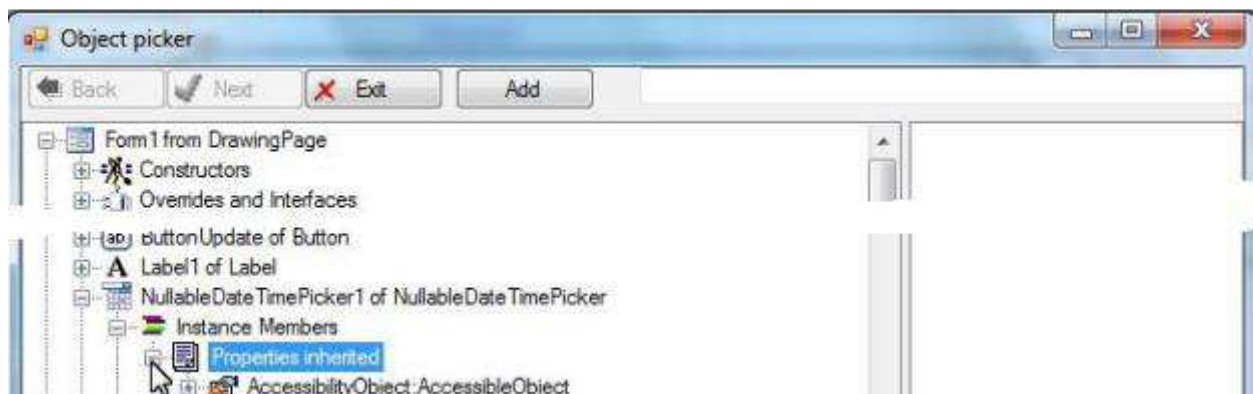 Object picker
Back Next Exit Add
Form1 from DrawingPage
Constructors
Overrides and Interfaces
ButtonUpdate of Button
A Label1 of Label
NullableDateTimePicker1 of NullableDateTimePicker
Instance Members
Properties inherited
AccessibilityObject:AccessibleObject